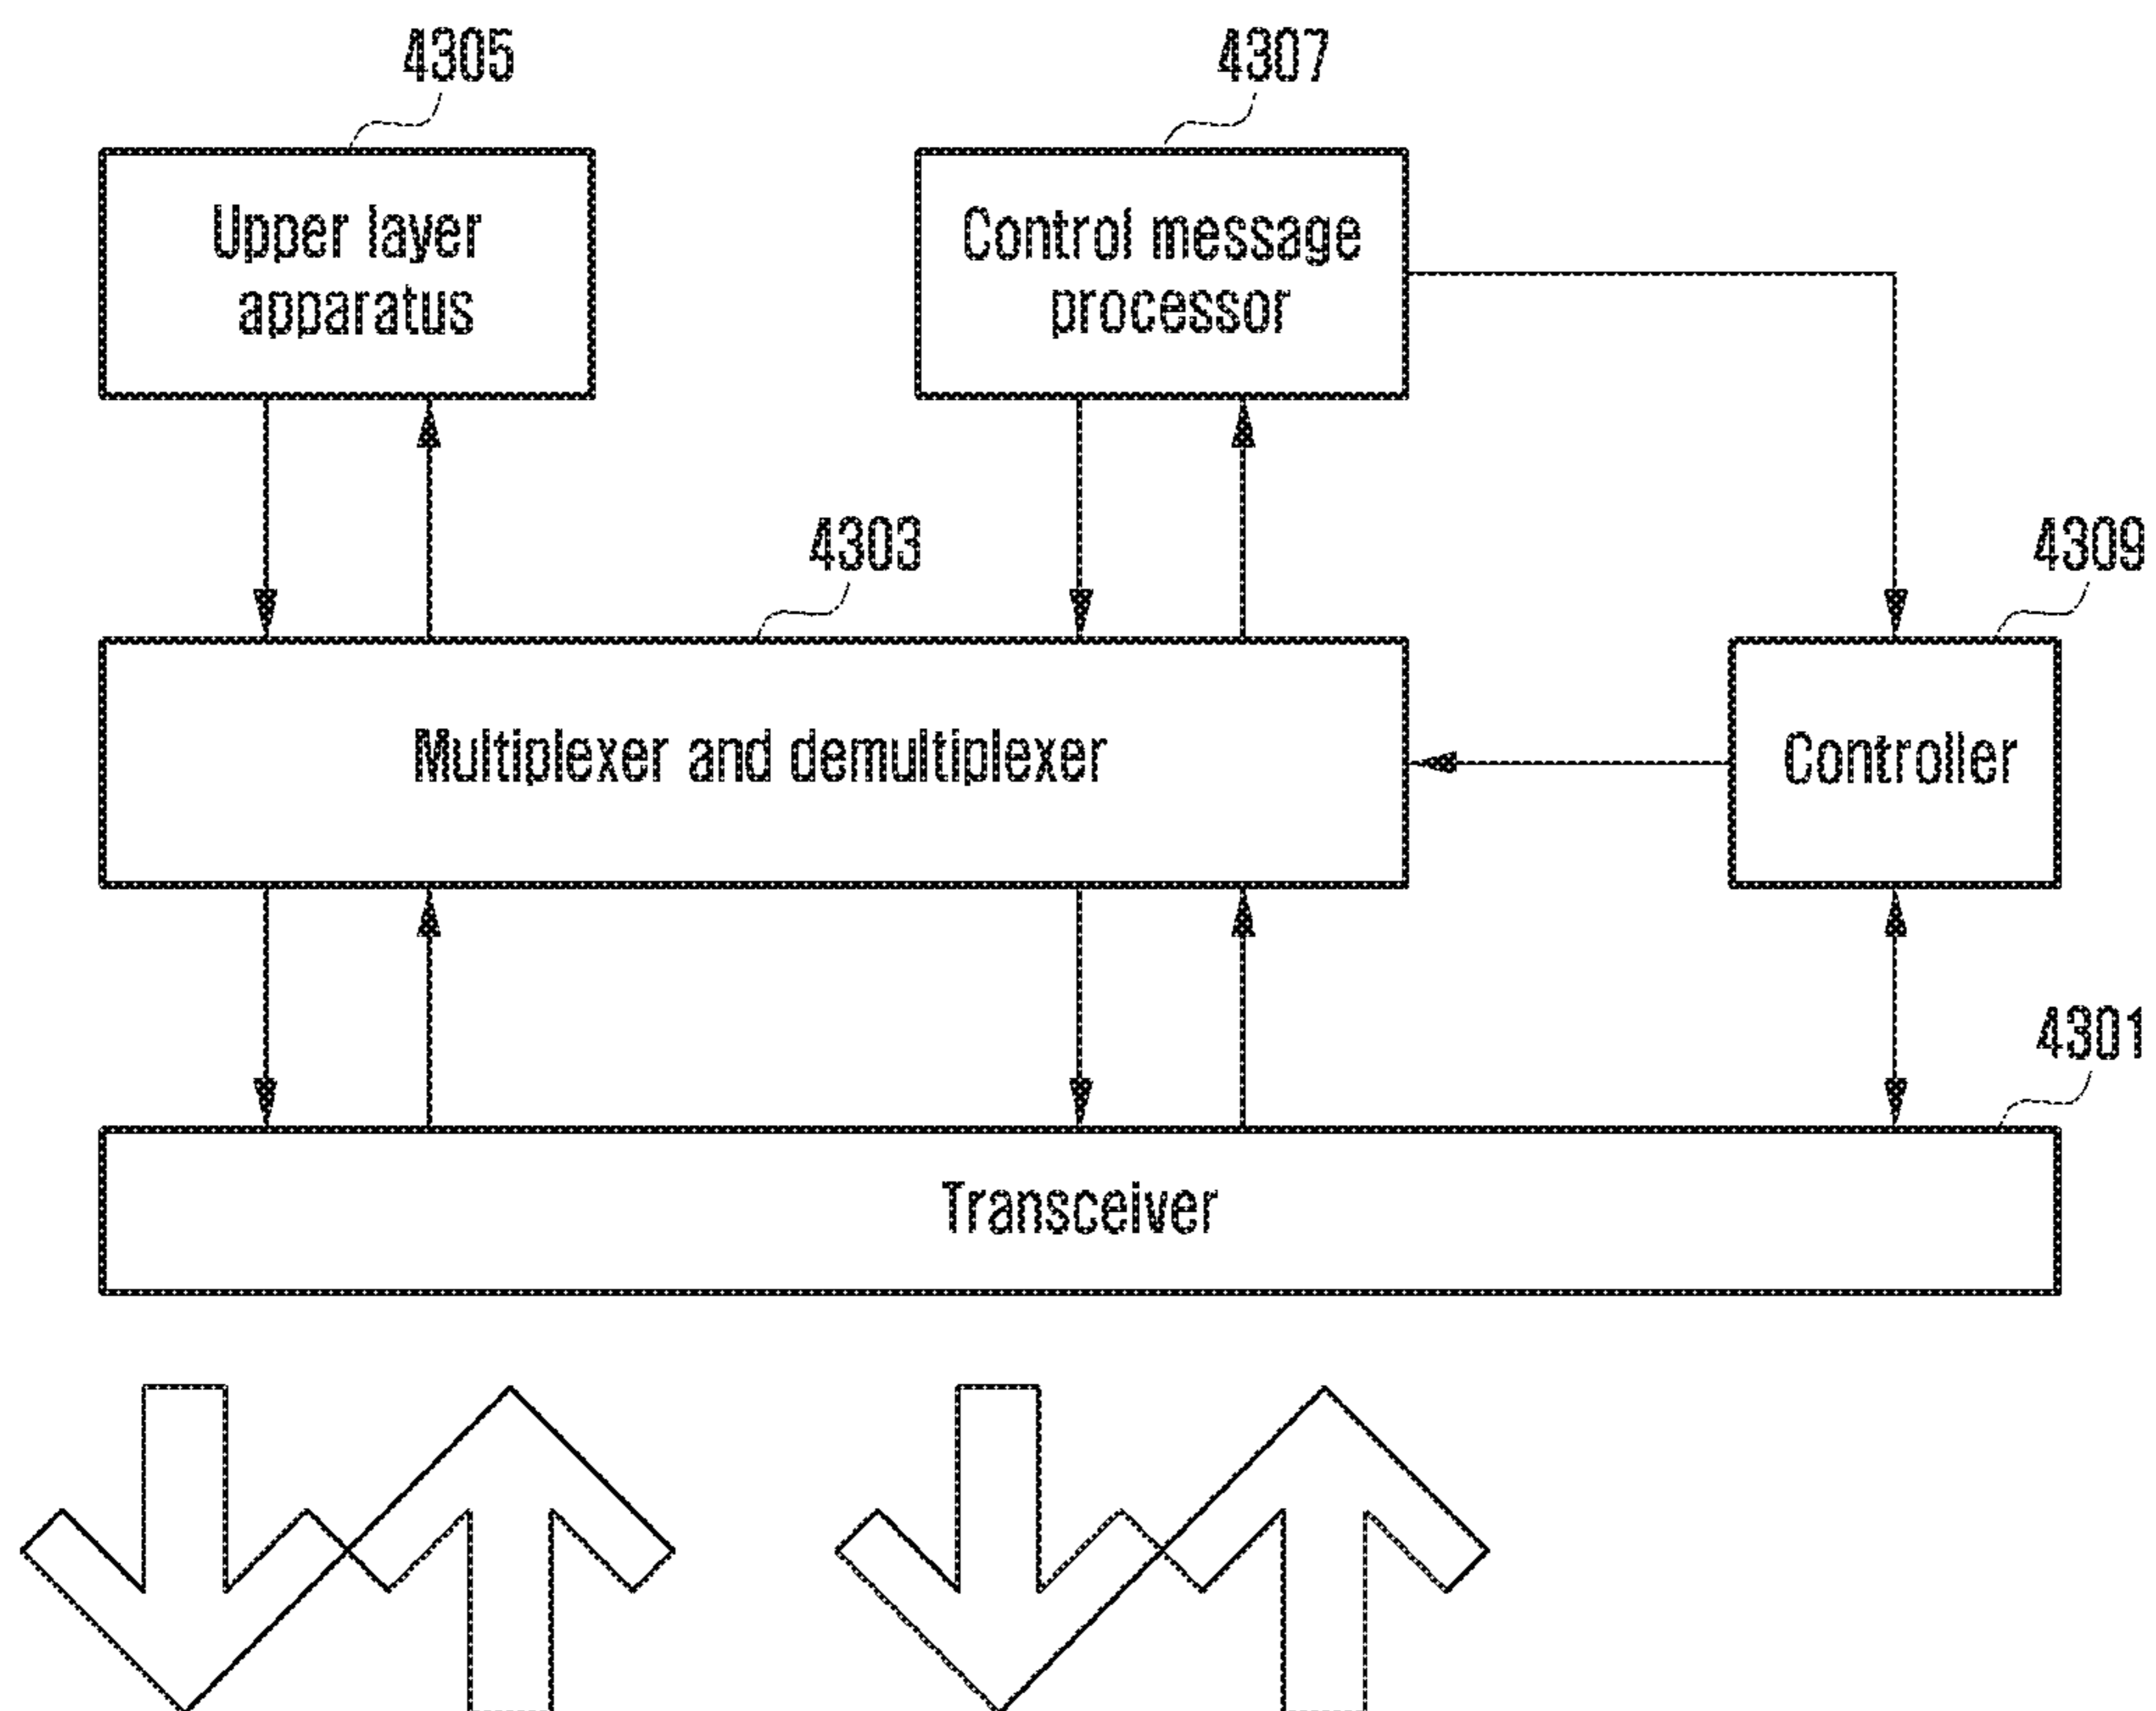 4305
4307
Upper layer
apparatus
Control message
processor
4303
4309
Multiplexer and demultiplexer
Controller
4301
Transceiver